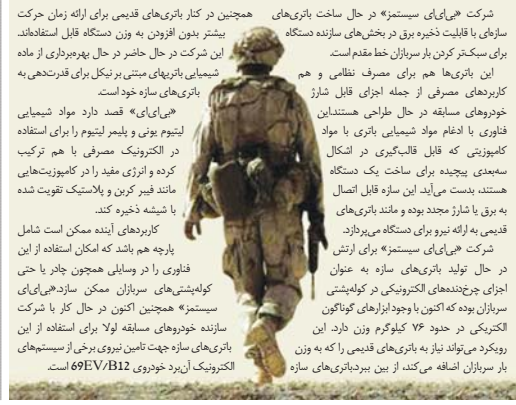 شرکت «بی‌ای‌ای سیستمز» در حال ساخت باتری‌های
سازه‌ای با قابلیت ذخیره برق در بخش‌های سازنده دستگاه
برای سبک‌تر کردن بار سربازان خط مقدم است.
این باتری‌ها هم برای مصرف نظامی و هم
کاربردهای مصرفی از جمله اجزای قابل شارژ
خودروهای مسابقه در حال طراحی هستند.این
فناوری با ادغام مواد شیمیایی باتری با مواد
کامپوزیتی که قابل قالب‌گیری در اشکال
سه‌بعدی پیچیده برای ساخت یک دستگاه
هستند، بدست می‌آید. این سازه قابل اتصال
به برق یا شارژ مجدد بوده و مانند باتری‌های
قدیمی به ارائه نیرو برای دستگاه می‌پردازد.
شرکت «بی‌ای‌ای سیستمز» برای ارتش
در حال تولید باتری‌های سازه به عنوان
اجزای چرخ‌دنده‌های الکترونیکی در کوله‌پشتی
سربازان بوده که اکنون با وجود ابزارهای گوناگون
الکتریکی در حدود ۷۶ کیلوگرم وزن دارد. این
رویکرد می‌تواند نیاز به باتری‌های قدیمی را که به وزن
بار سربازان اضافه می‌کند، از بین ببرد.باتری‌های سازه
همچنین در کنار باتری‌های قدیمی برای ارائه زمان حرکت
بیشتر بدون افزودن به وزن دستگاه قابل استفاده‌اند.
این شرکت در حال حاضر در حال بهره‌برداری از ماده
شیمیایی باتریهای مبتنی بر نیکل برای قدرت‌دهی به
باتری‌های سازه خود است.
«بی‌ای‌ای» قصد دارد مواد شیمیایی
لیتیوم یونی و پلیمر لیتیوم را برای استفاده
در الکترونیک مصرفی با هم ترکیب
کرده و انرژی مفید را در کامپوزیت‌هایی
مانند فیبر کربن و پلاستیک تقویت شده
با شیشه ذخیره کند.
کاربردهای آینده ممکن است شامل
پارچه هم باشد که امکان استفاده از این
فناوری را در وسایلی همچون چادر یا حتی
کوله‌پشتی‌های سربازان ممکن سازد.«بی‌ای‌ای
سیستمز» همچنین اکنون در حال کار با شرکت
سازنده خودروهای مسابقه لولا برای استفاده از این
باتری‌های سازه جهت تامین نیروی برخی از سیستم‌های
الکترونیک آن‌برد خودروی 69EV/B12 است.